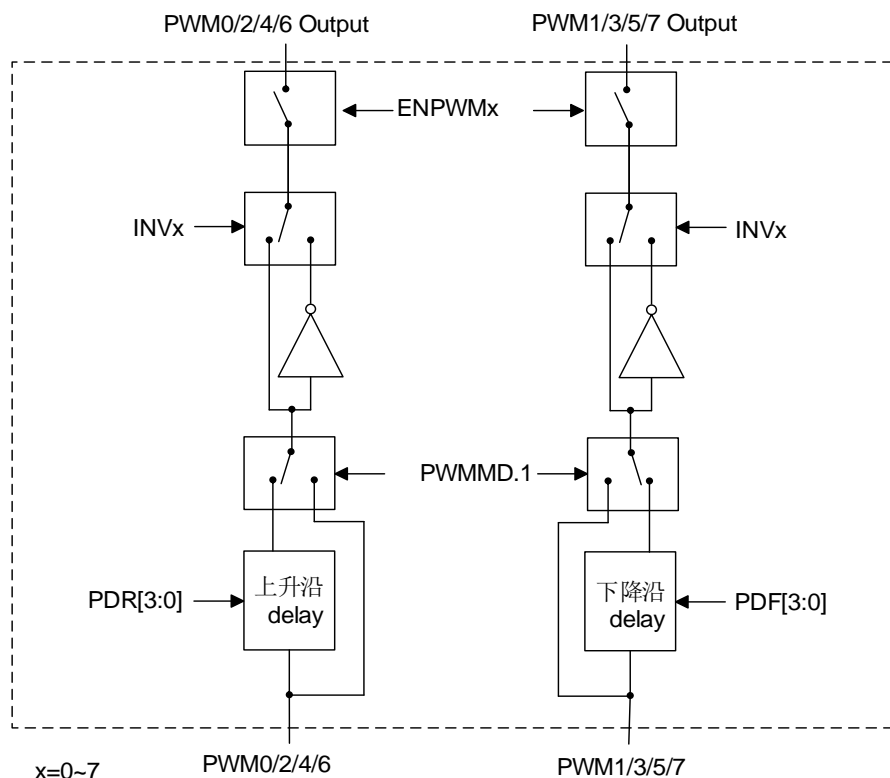 PWM0/2/4/6 Output
PWM1/3/5/7 Output
ENPWMx
INVx
INVx
PWMMD.1
PDR[3:0]
上升沿
delay
下降沿
delay
PDF[3:0]
x=0~7
PWM0/2/4/6
PWM1/3/5/7